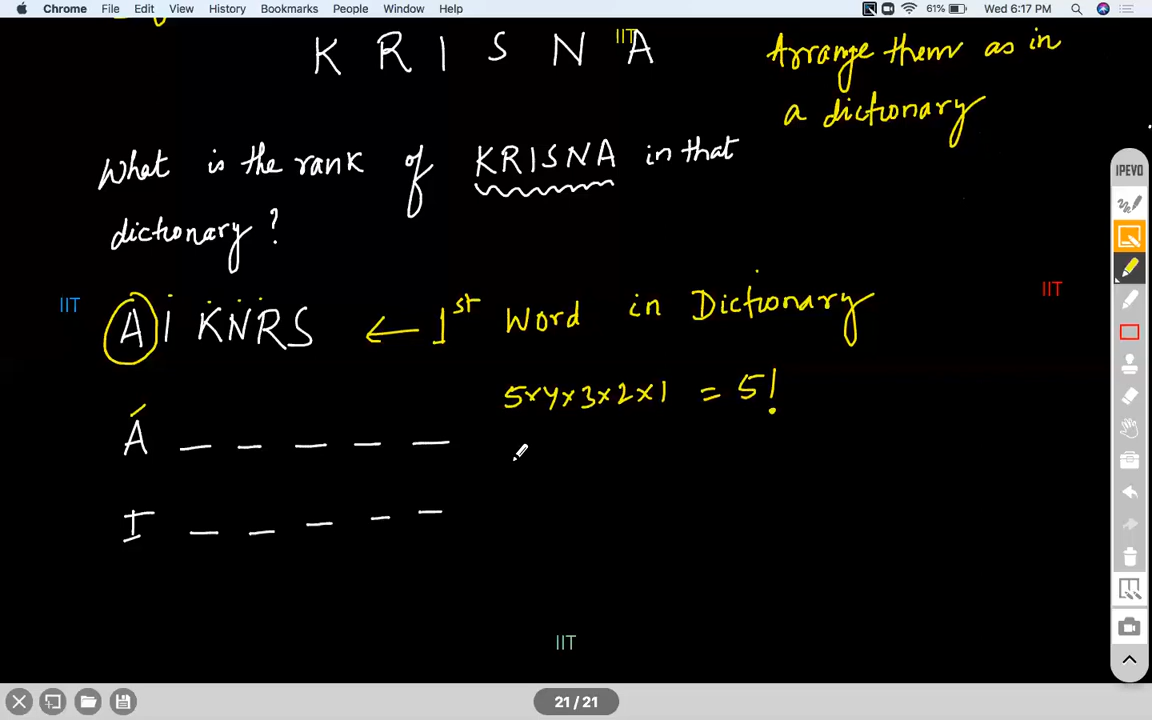 Chrome File Edit View History Bookmarks People Window Help 61% Wed 6:17 PM
K R I S N A
IIT
Arrange them as in
a dictionary
What is the rank of KRISNA in that
dictionary?
IPEVO
IIT
IIT
A I K N R S ← 1st Word in Dictionary
5×4×3×2×1 = 5!
A _ _ _ _ _
I _ _ _ _ _
IIT
21 / 21